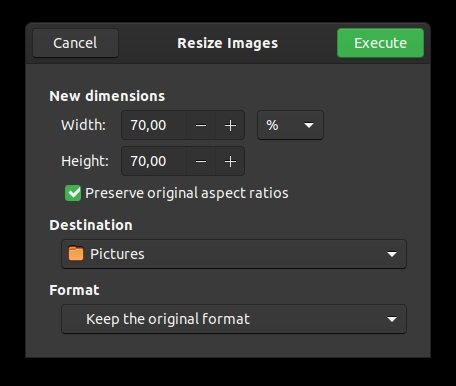 Cancel Resize Images Execute
New dimensions
Width: 70,00 − + %
Height: 70,00 − +
Preserve original aspect ratios
Destination
Pictures
Format
Keep the original format